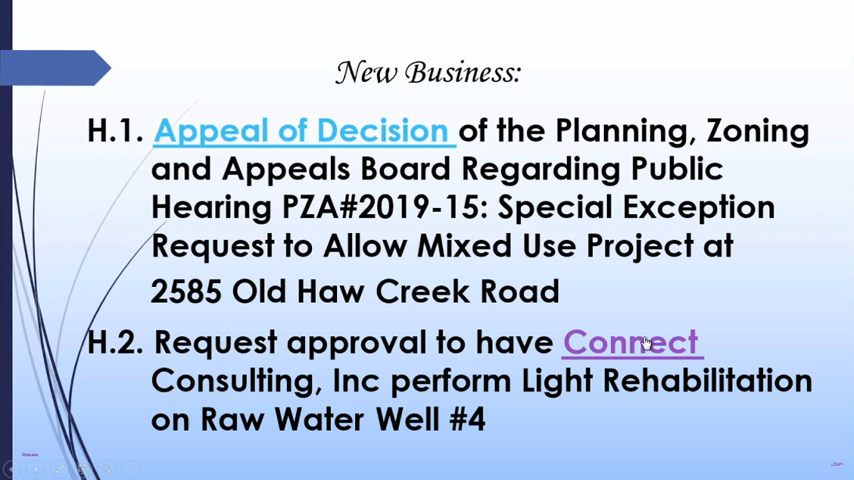 New Business:
H.1. Appeal of Decision of the Planning, Zoning
and Appeals Board Regarding Public
Hearing PZA#2019-15: Special Exception
Request to Allow Mixed Use Project at
2585 Old Haw Creek Road
H.2. Request approval to have Connect
Consulting, Inc perform Light Rehabilitation
on Raw Water Well #4